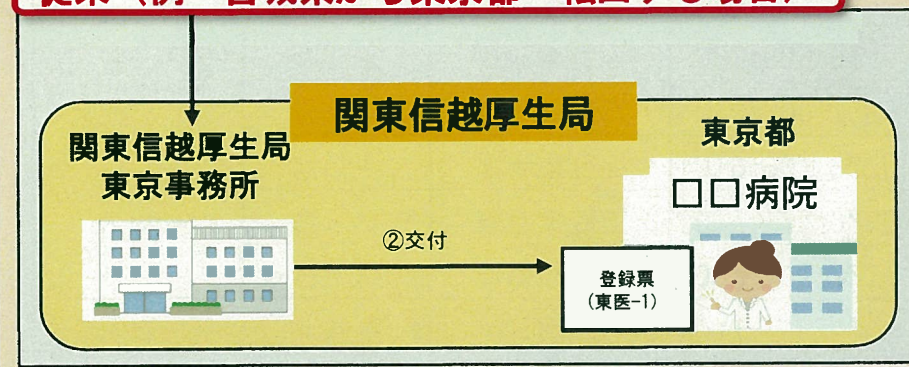 関東信越厚生局
関東信越厚生局
東京事務所
東京都
□□病院
②交付
登録票
(東医-1)